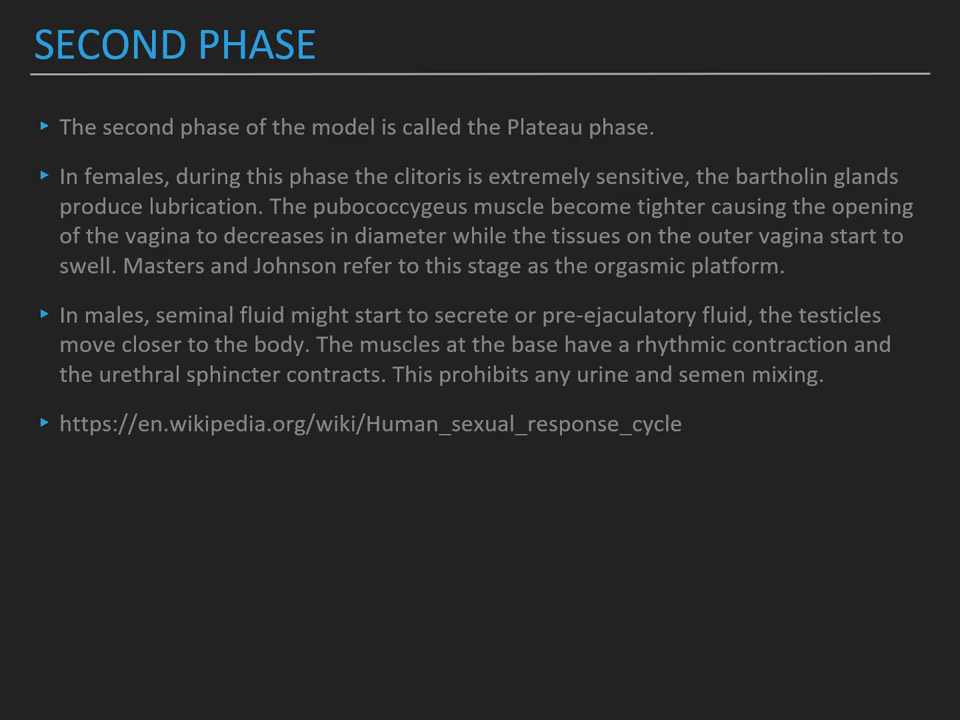 SECOND PHASE
The second phase of the model is called the Plateau phase.
In females, during this phase the clitoris is extremely sensitive, the bartholin glands
produce lubrication. The pubococcygeus muscle become tighter causing the opening
of the vagina to decreases in diameter while the tissues on the outer vagina start to
swell. Masters and Johnson refer to this stage as the orgasmic platform.
In males, seminal fluid might start to secrete or pre-ejaculatory fluid, the testicles
move closer to the body. The muscles at the base have a rhythmic contraction and
the urethral sphincter contracts. This prohibits any urine and semen mixing.
https://en.wikipedia.org/wiki/Human_sexual_response_cycle